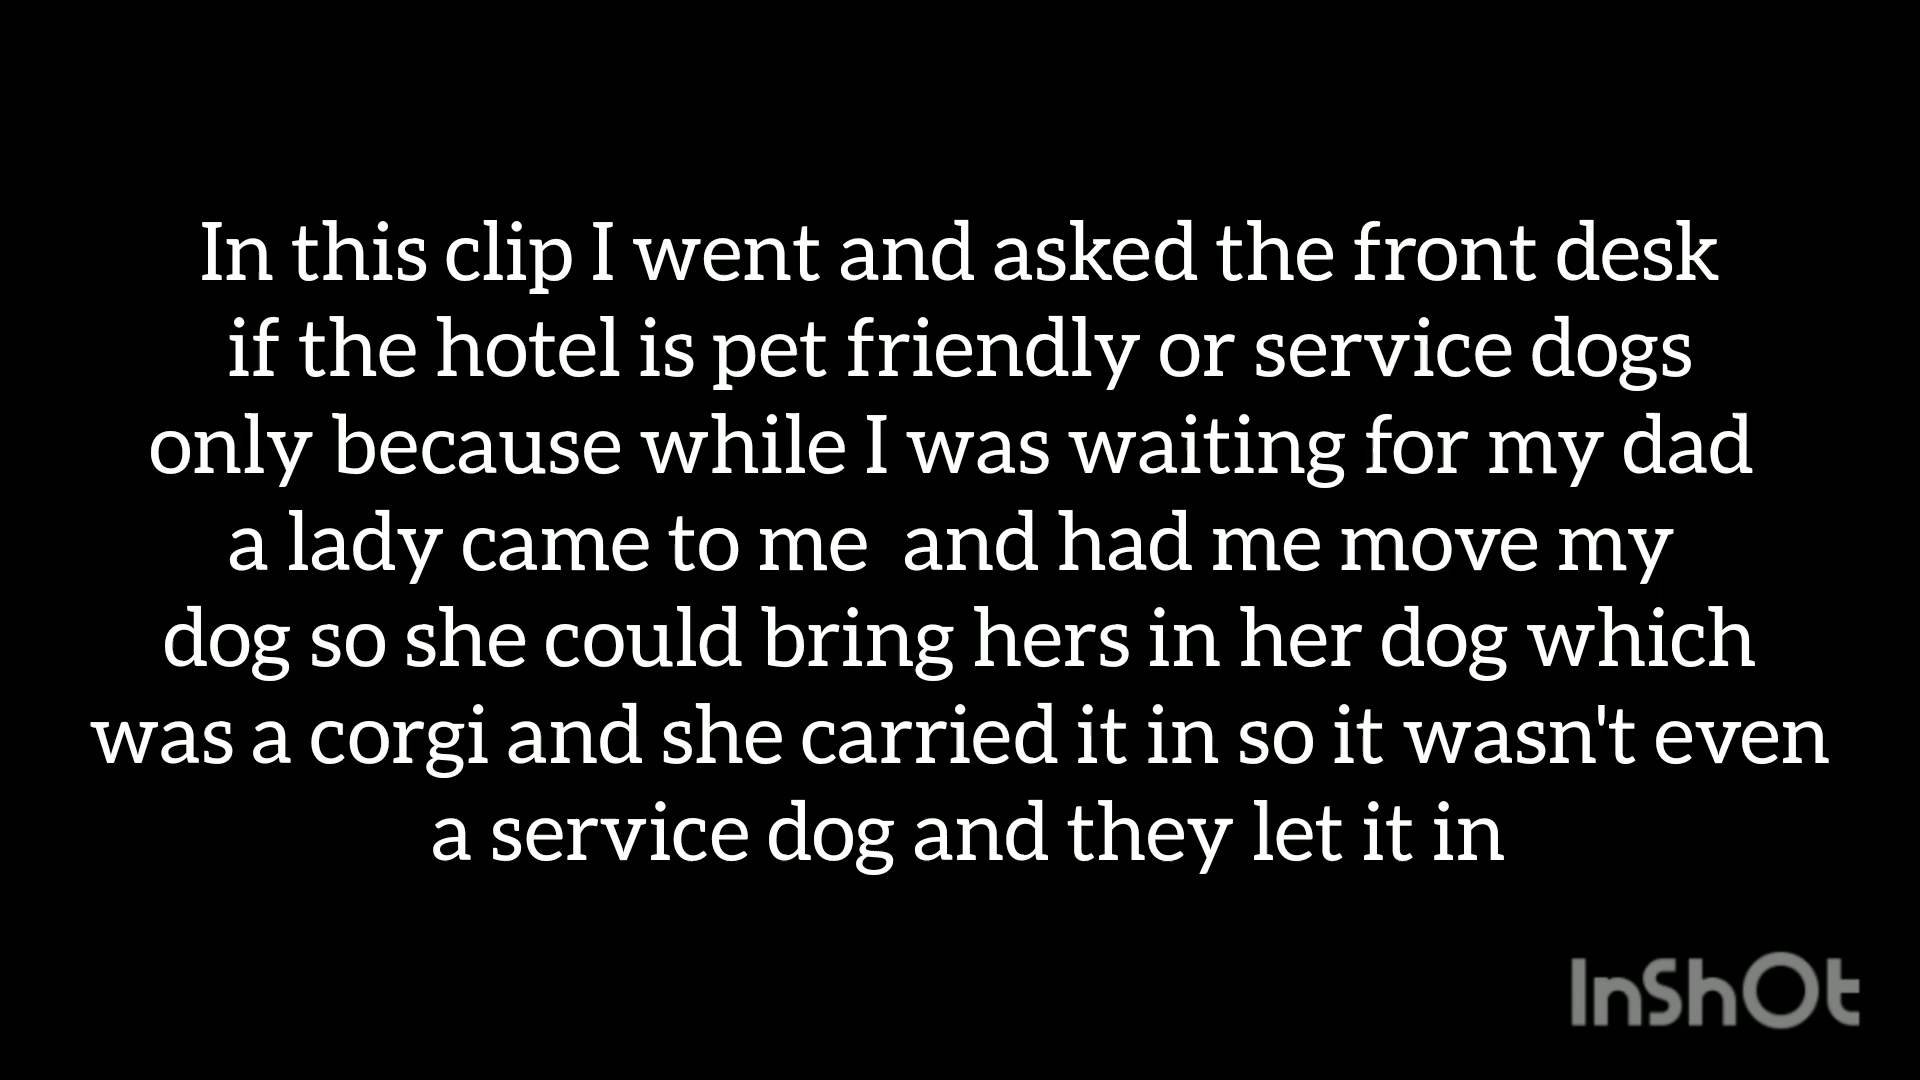 In this clip I went and asked the front desk
if the hotel is pet friendly or service dogs
only because while I was waiting for my dad
a lady came to me  and had me move my
dog so she could bring hers in her dog which
was a corgi and she carried it in so it wasn't even
a service dog and they let it in
InShOt